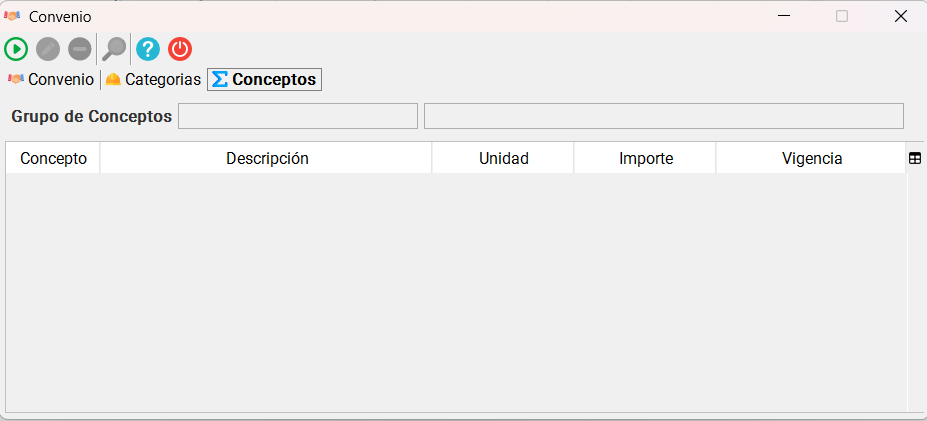 Convenio
?
Convenio Categorias Conceptos
Grupo de Conceptos
Concepto Descripción Unidad Importe Vigencia